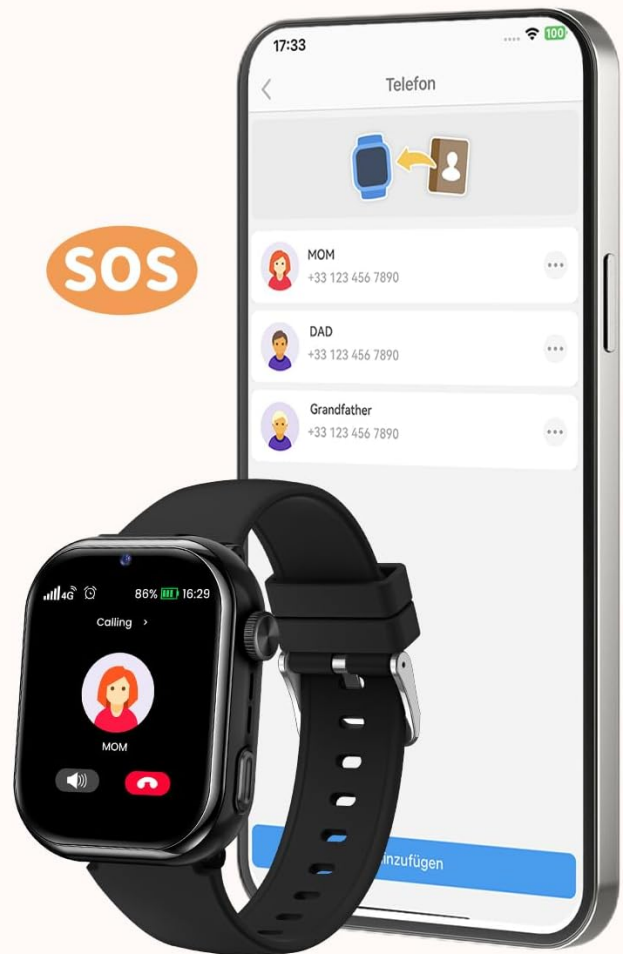 17:33
100
Telefon
SOS
MOM
+33 123 456 7890
DAD
+33 123 456 7890
Grandfather
+33 123 456 7890
4G 86% 16:29
Calling >
MOM